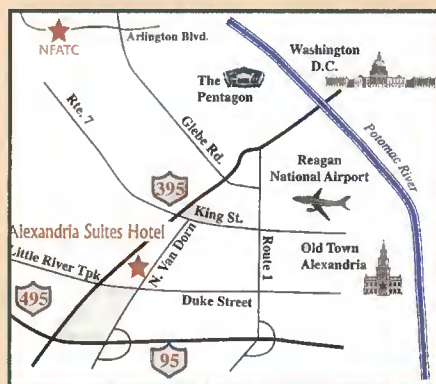 Arlington Blvd.
NFATC
Washington
D.C.
The
Pentagon
Rte. 7
Glebe Rd.
Potomac River
395
Reagan
National Airport
King St.
Alexandria Suites Hotel
N. Van Dorn
Route 1
Old Town
Alexandria
Little River Tpk
Duke Street
495
95